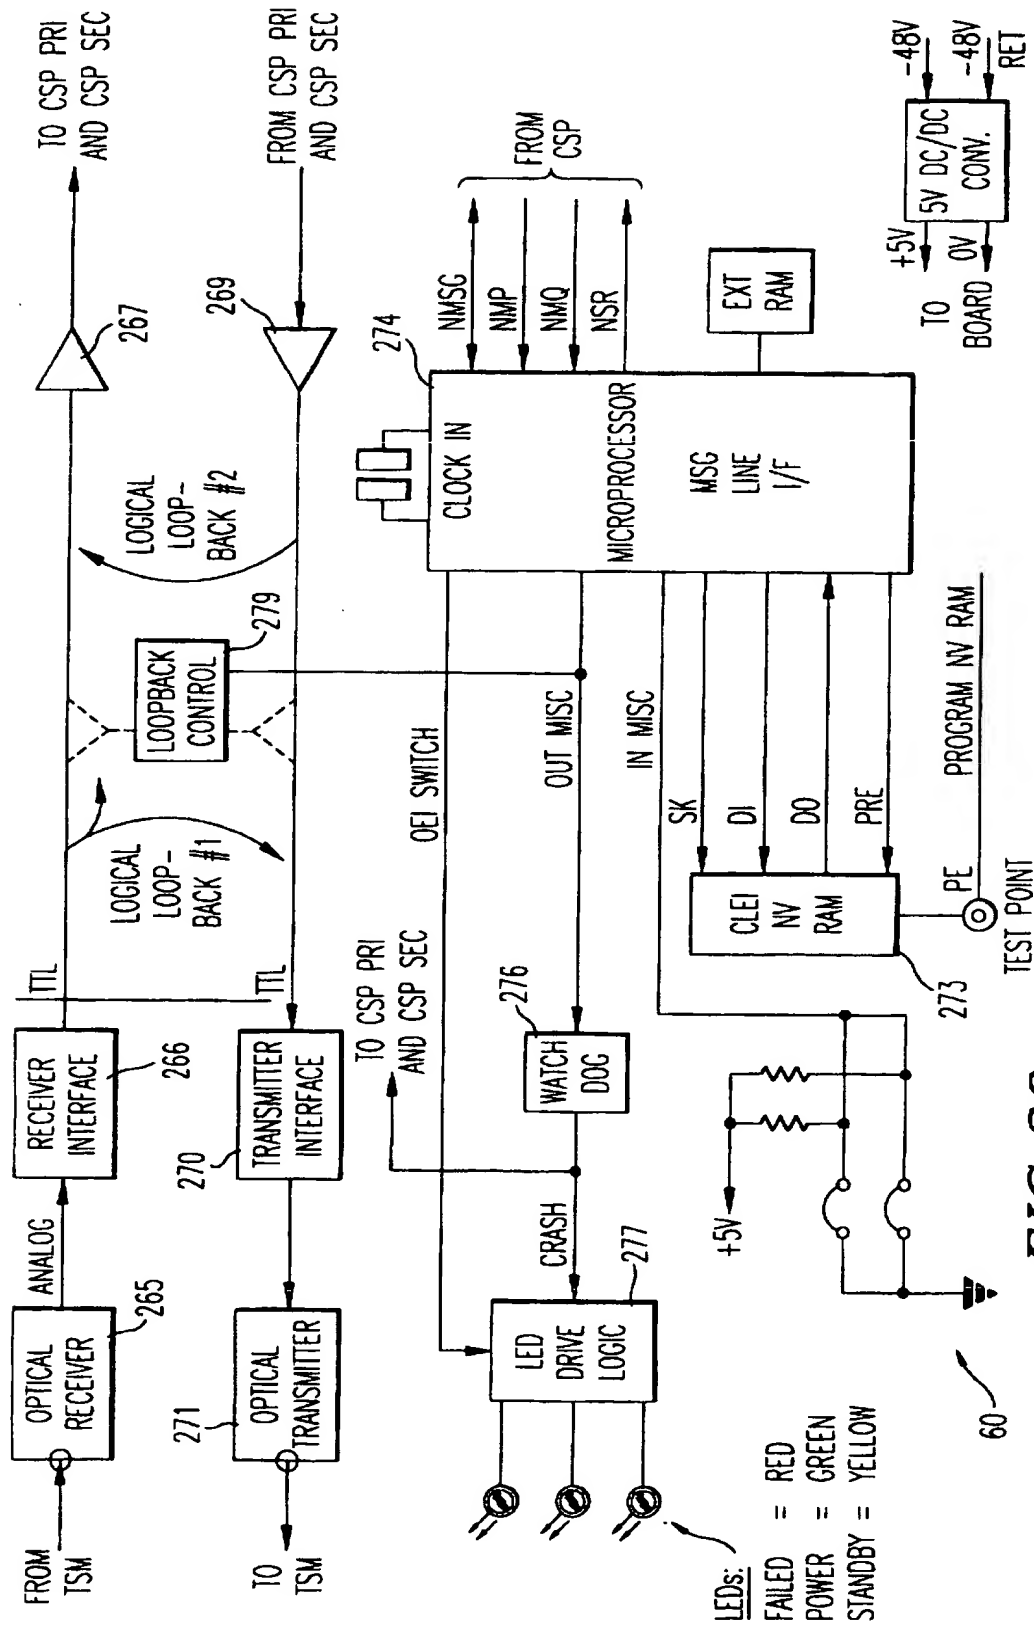 FROM
TSM
OPTICAL
RECEIVER
265
ANALOG
RECEIVER
INTERFACE
266
TTL
LOGICAL
LOOP-
BACK #1
LOOPBACK
CONTROL
279
LOGICAL
LOOP-
BACK #2
267
TO CSP PRI
AND CSP SEC
TO
TSM
271
OPTICAL
TRANSMITTER
270
TRANSMITTER
INTERFACE
TTL
269
FROM CSP PRI
AND CSP SEC
TO CSP PRI
AND CSP SEC
OEI SWITCH
274
CLOCK IN
MICROPROCESSOR
MSG
LINE
I/F
NMSG
NMP
NMQ
NSR
FROM
CSP
EXT
RAM
LED
DRIVE
LOGIC
277
CRASH
WATCH
DOG
276
OUT MISC
IN MISC
SK
DI
DO
PRE
CLEI
NV
RAM
273
PE
PROGRAM NV RAM
TEST POINT
+5V
LEDs:
FAILED = RED
POWER = GREEN
STANDBY = YELLOW
60
TO
BOARD
+5V
0V
5V DC/DC
CONV.
-48V
-48V
RET